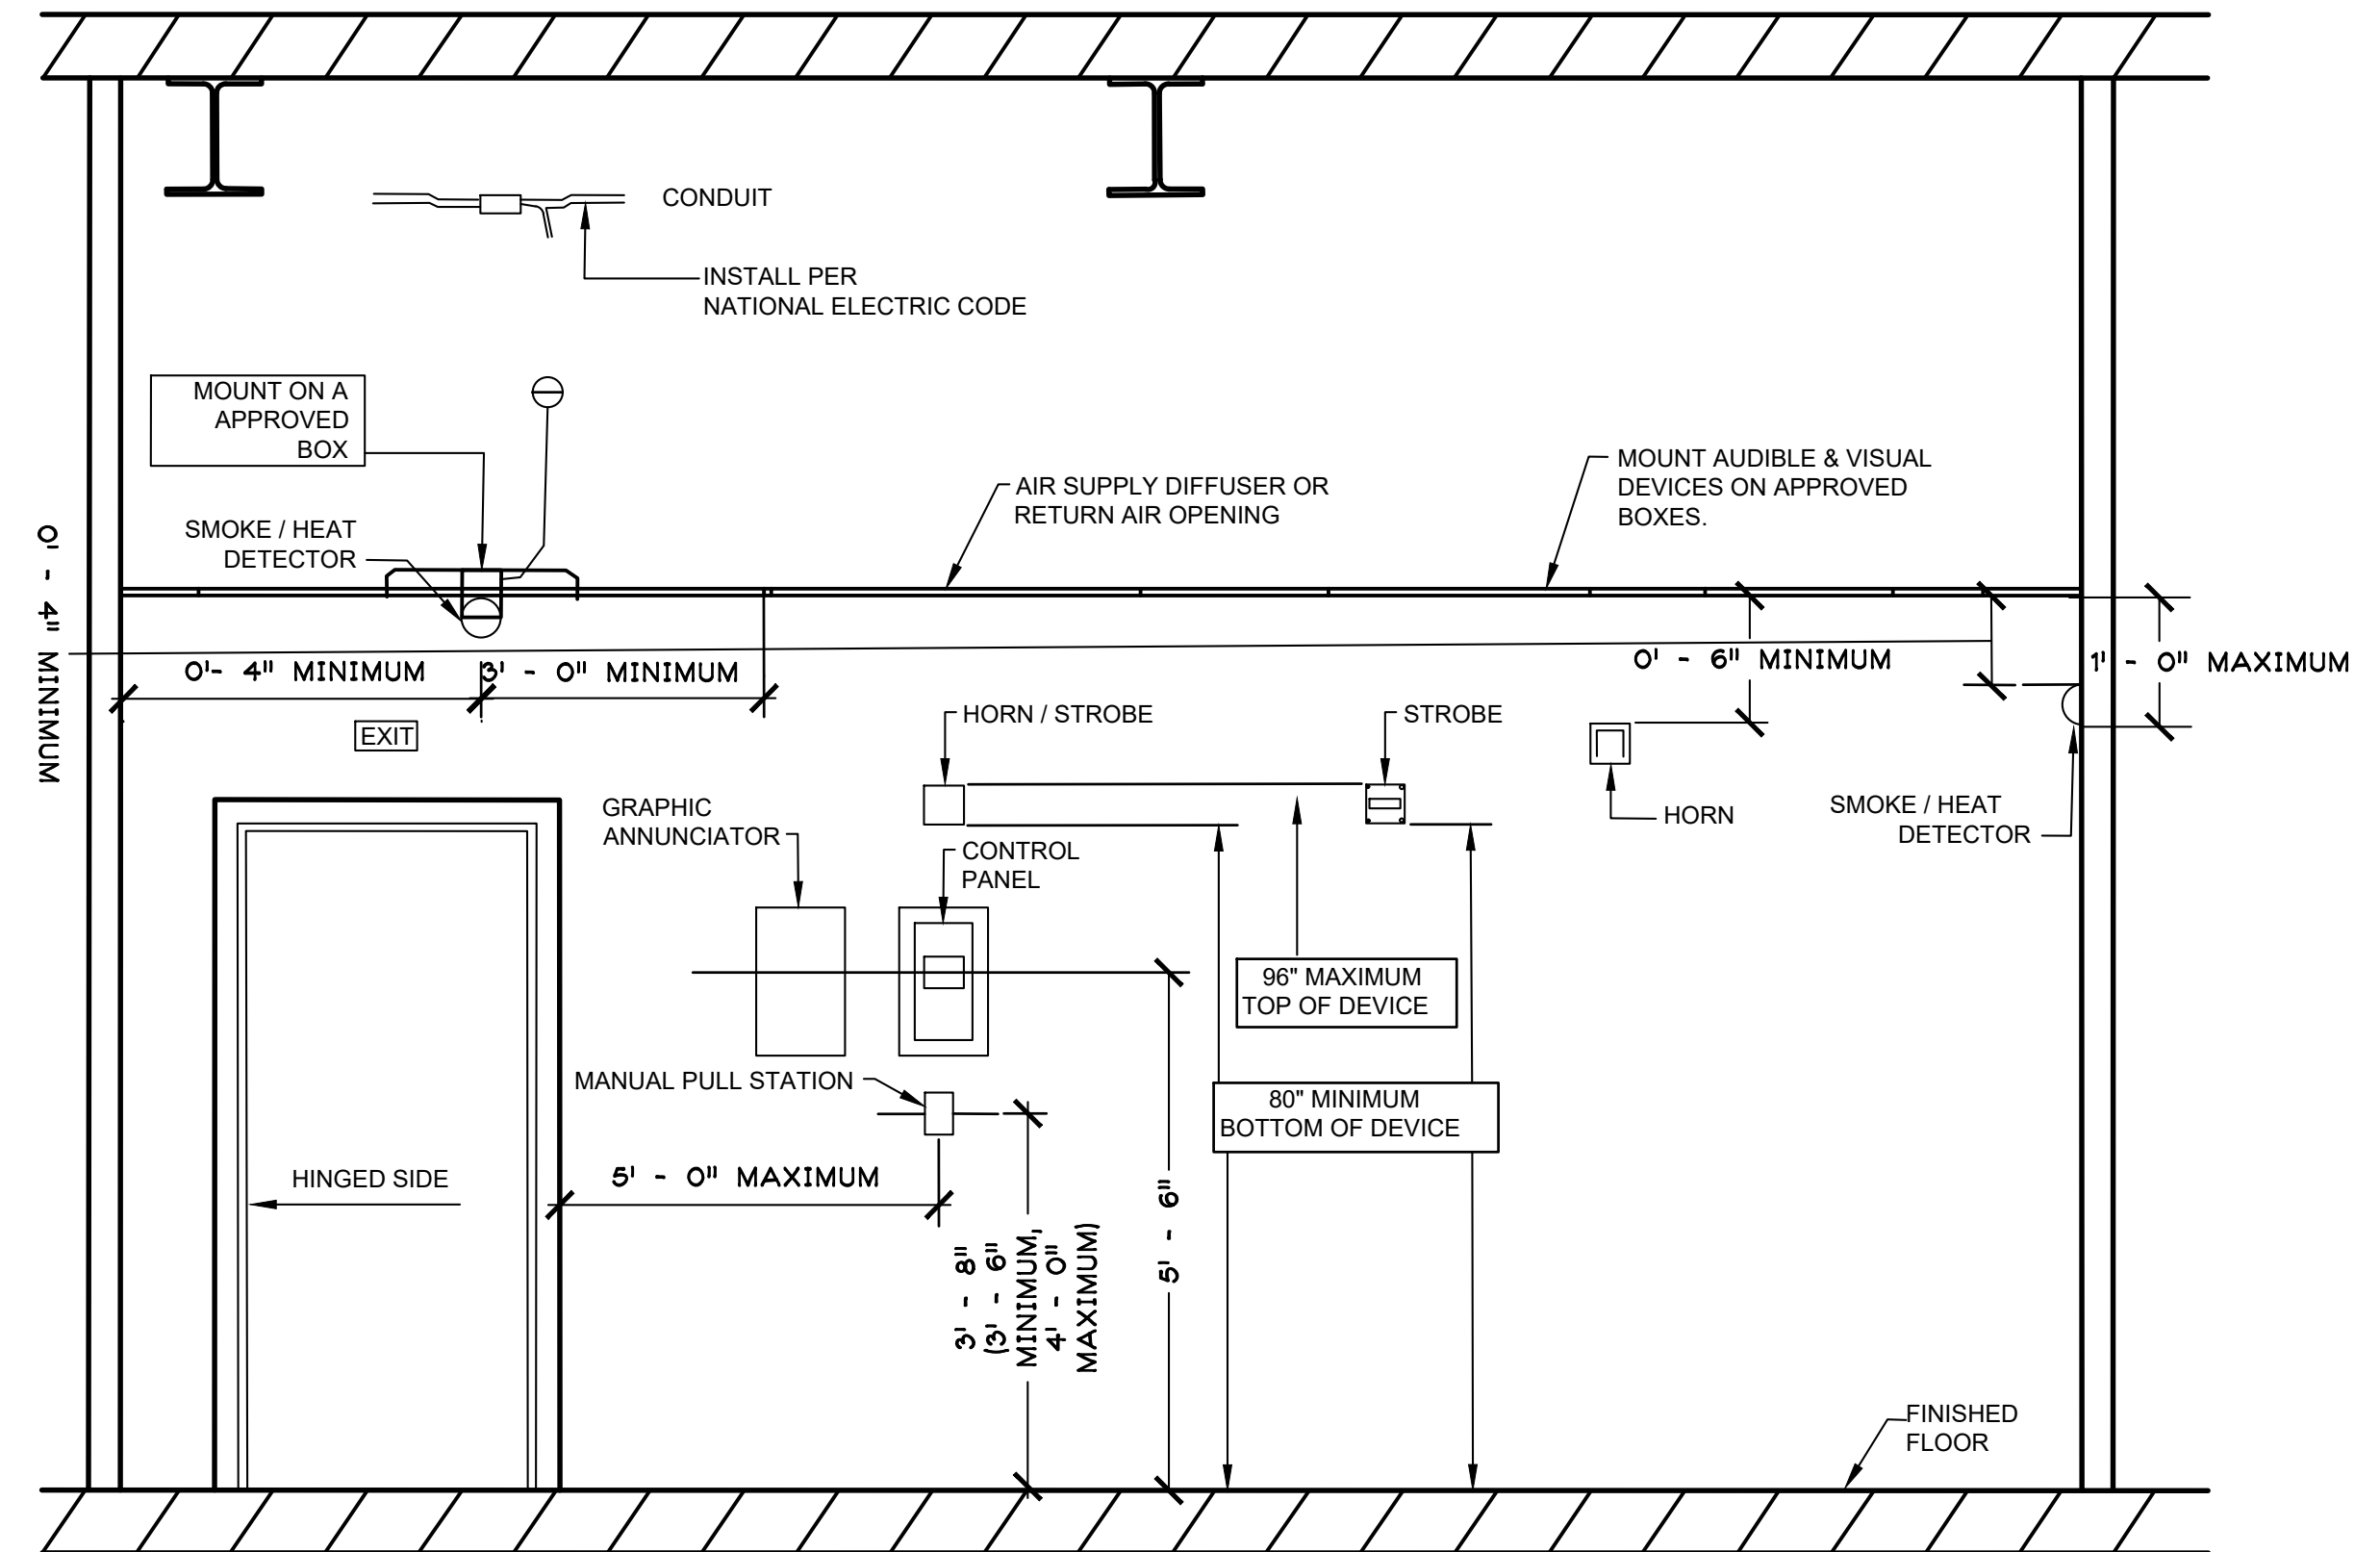 CONDUIT
INSTALL PER
NATIONAL ELECTRIC CODE
MOUNT ON A
APPROVED
BOX
SMOKE / HEAT
DETECTOR
AIR SUPPLY DIFFUSER OR
RETURN AIR OPENING
MOUNT AUDIBLE & VISUAL
DEVICES ON APPROVED
BOXES.
0' - 4" MINIMUM
0'- 4" MINIMUM
3' - 0" MINIMUM
0' - 6" MINIMUM
1' - 0" MAXIMUM
EXIT
HORN / STROBE
STROBE
HORN
SMOKE / HEAT
DETECTOR
GRAPHIC
ANNUNCIATOR
CONTROL
PANEL
96" MAXIMUM
TOP OF DEVICE
MANUAL PULL STATION
80" MINIMUM
BOTTOM OF DEVICE
HINGED SIDE
5' - 0" MAXIMUM
3' - 8"
(3' - 6"
MINIMUM,
4' - 0"
MAXIMUM)
5' - 6"
FINISHED
FLOOR